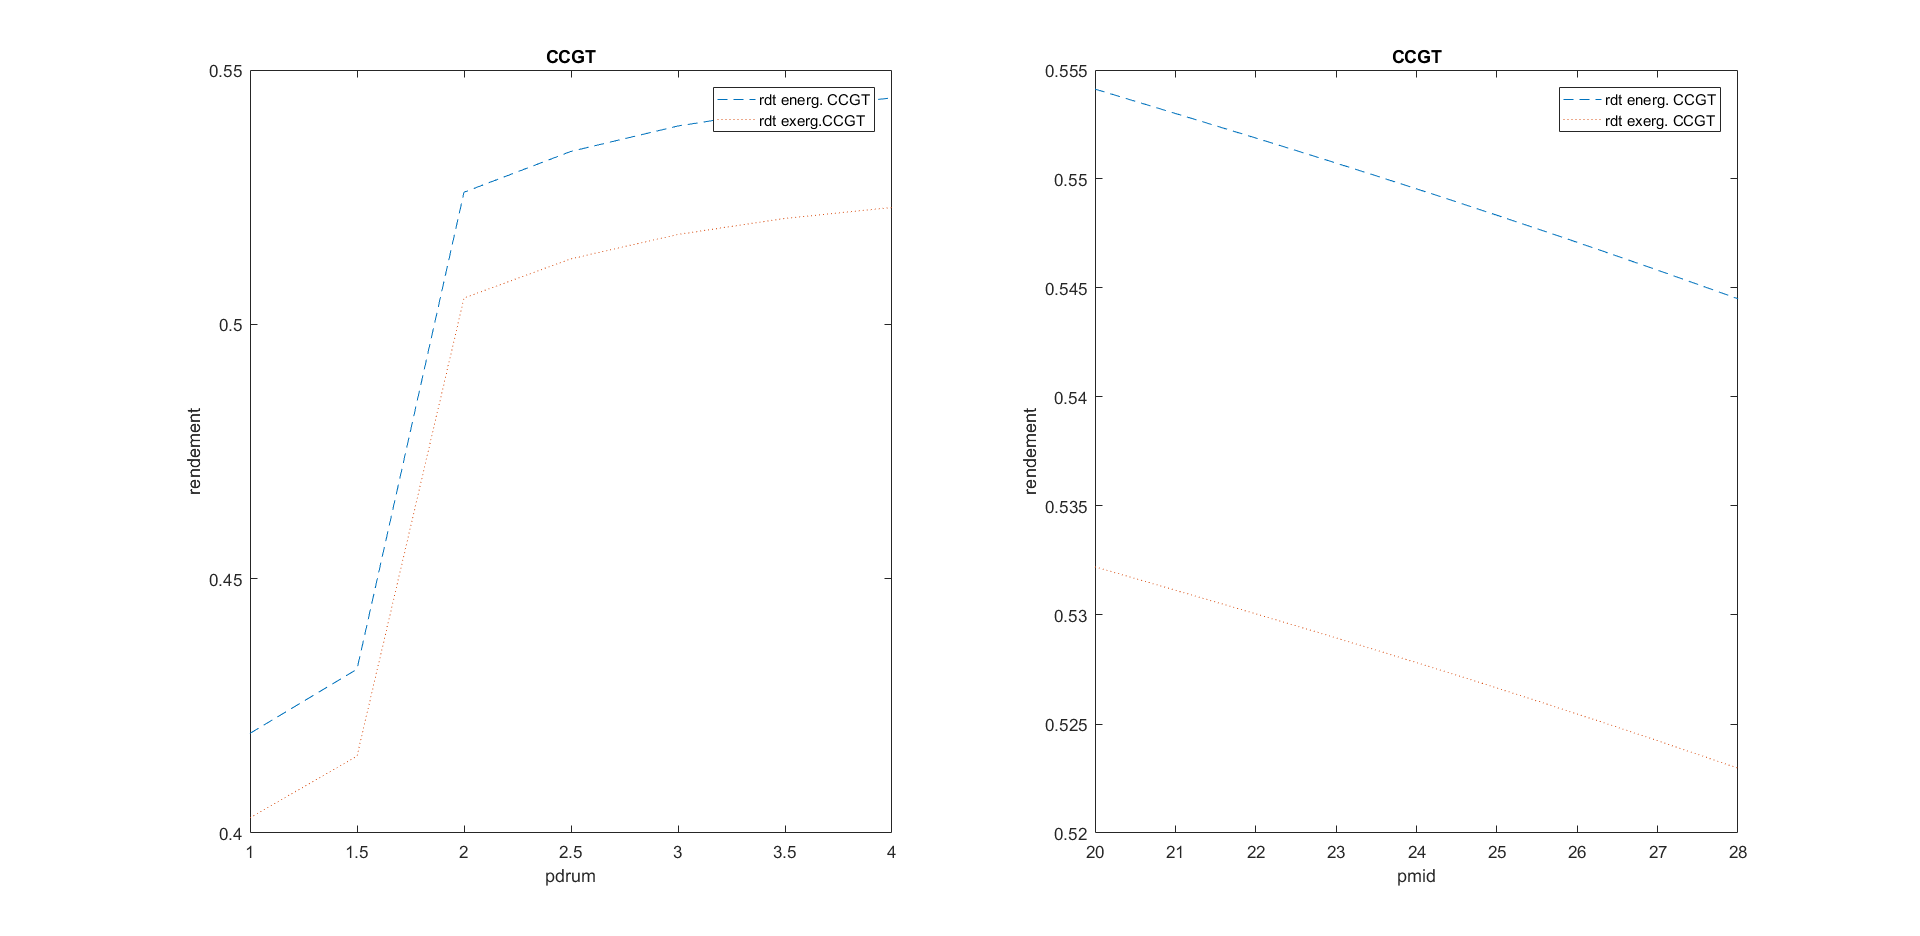 CCGT
0.55
0.5
0.45
0.4
rendement
rdt energ. CCGT
rdt exerg.CCGT
1 1.5 2 2.5 3 3.5 4
pdrum
CCGT
0.555
0.55
0.545
0.54
0.535
0.53
0.525
0.52
rendement
rdt energ. CCGT
rdt exerg. CCGT
20 21 22 23 24 25 26 27 28
pmid